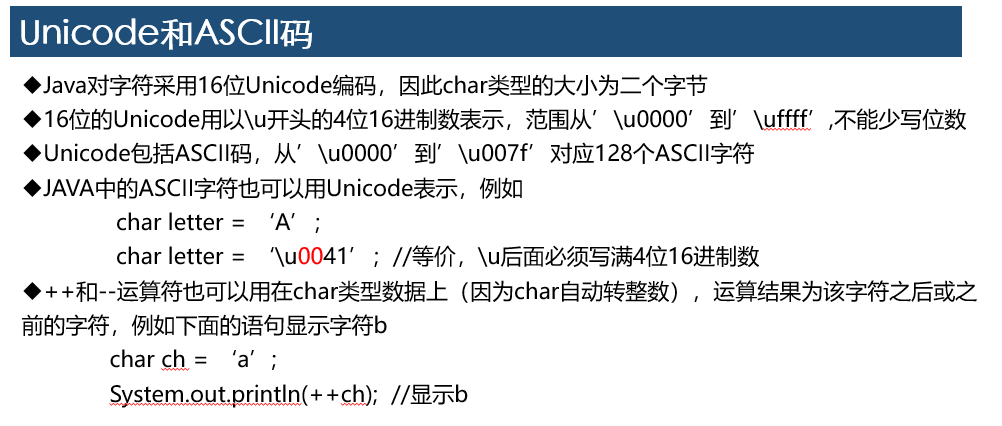 Unicode和ASCII码
◆Java对字符采用16位Unicode编码，因此char类型的大小为二个字节
◆16位的Unicode用以\u开头的4位16进制数表示，范围从’\u0000’到’\uffff’,不能少写位数
◆Unicode包括ASCII码，从’\u0000’到’\u007f’对应128个ASCII字符
◆JAVA中的ASCII字符也可以用Unicode表示，例如
char letter = ‘A’;
char letter = ‘\u0041’; //等价，\u后面必须写满4位16进制数
◆++和--运算符也可以用在char类型数据上（因为char自动转整数），运算结果为该字符之后或之
前的字符，例如下面的语句显示字符b
char ch = ‘a’;
System.out.println(++ch); //显示b